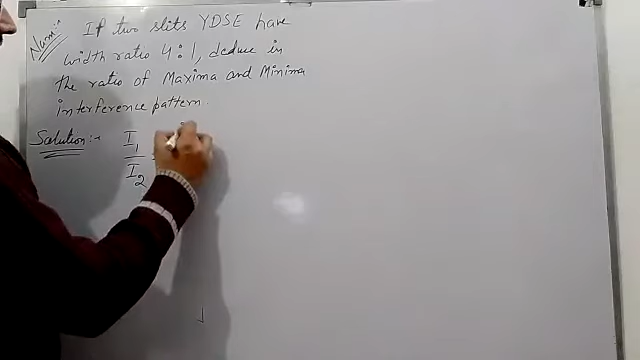 Num:- If two slits YDSE have
width ratio 4:1, deduce in
the ratio of Maxima and Minima
interference pattern.
Solution:- I1
I2